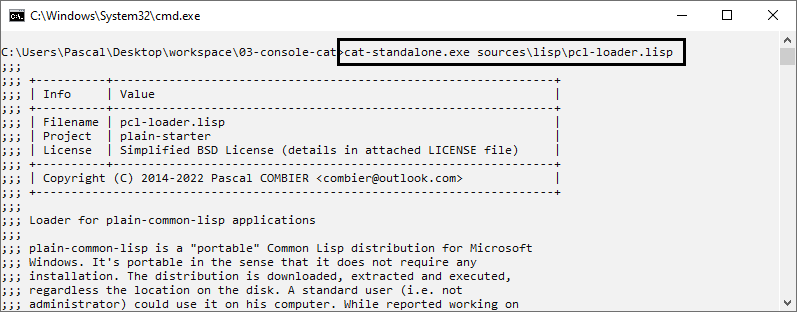 C:\Windows\System32\cmd.exe
C:\Users\Pascal\Desktop\workspace\03-console-cat>cat-standalone.exe sources\lisp\pcl-loader.lisp
;;;
;;; +----------+---------------------------------------------------------------+
;;; | Info     | Value                                                         |
;;; +----------+---------------------------------------------------------------+
;;; | Filename | pcl-loader.lisp                                               |
;;; | Project  | plain-starter                                                 |
;;; | License  | Simplified BSD License (details in attached LICENSE file)     |
;;; +----------+---------------------------------------------------------------+
;;; | Copyright (C) 2014-2022 Pascal COMBIER <combier@outlook.com>             |
;;; +--------------------------------------------------------------------------+
;;;
;;; Loader for plain-common-lisp applications
;;;
;;; plain-common-lisp is a "portable" Common Lisp distribution for Microsoft
;;; Windows. It's portable in the sense that it does not require any
;;; installation. The distribution is downloaded, extracted and executed,
;;; regardless the location on the disk. A standard user (i.e. not
;;; administrator) could use it on his computer. While reported working on